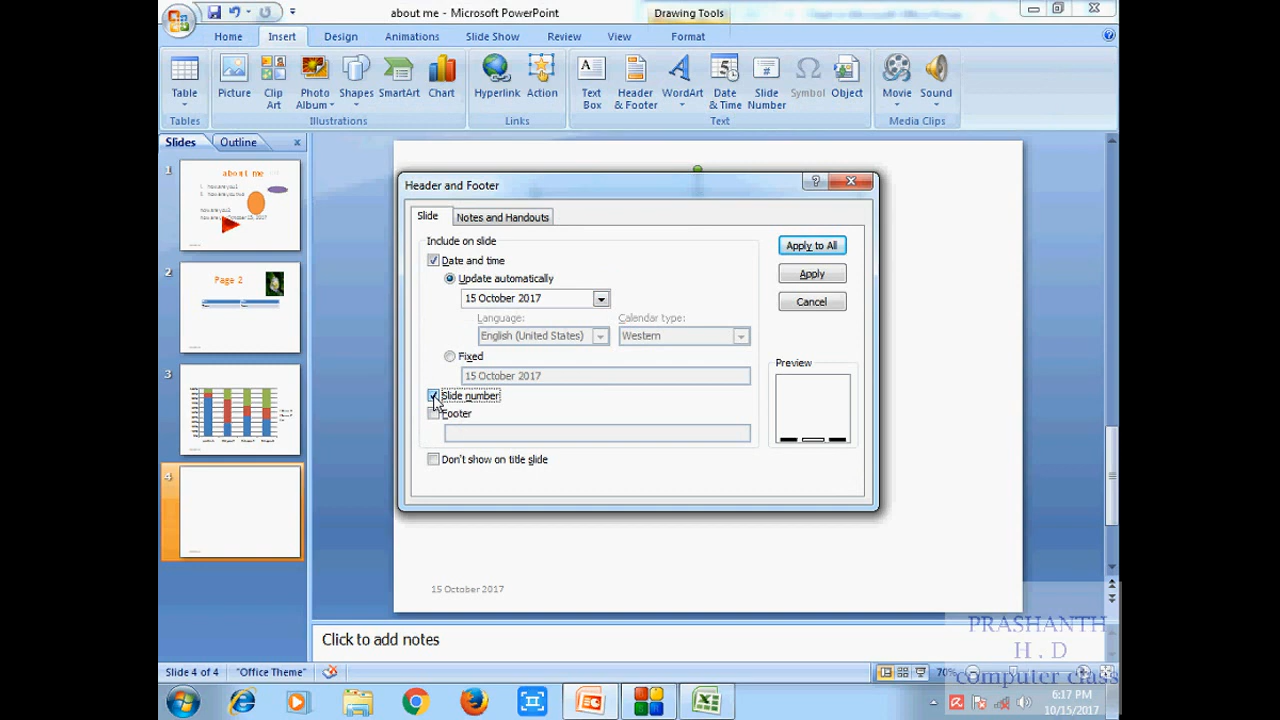 about me - Microsoft PowerPoint
Drawing Tools
Home Insert Design Animations Slide Show Review View Format
Table
Picture
Clip Art
Photo Album
Shapes
SmartArt
Chart
Hyperlink
Action
Text Box
Header & Footer
WordArt
Date & Time
Slide Number
Symbol
Object
Movie
Sound
Tables
Illustrations
Links
Text
Media Clips
Slides
Outline
x
1
about me
2
Page 2
3
4
Header and Footer
?
Slide
Notes and Handouts
Include on slide
Date and time
Update automatically
15 October 2017
Language:
Calendar type:
English (United States)
Western
Fixed
15 October 2017
Slide number
Footer
Don't show on title slide
Apply to All
Apply
Cancel
Preview
15 October 2017
Click to add notes
Slide 4 of 4
"Office Theme"
70%
PRASHANTH
H . D
computer class
6:17 PM
10/15/2017